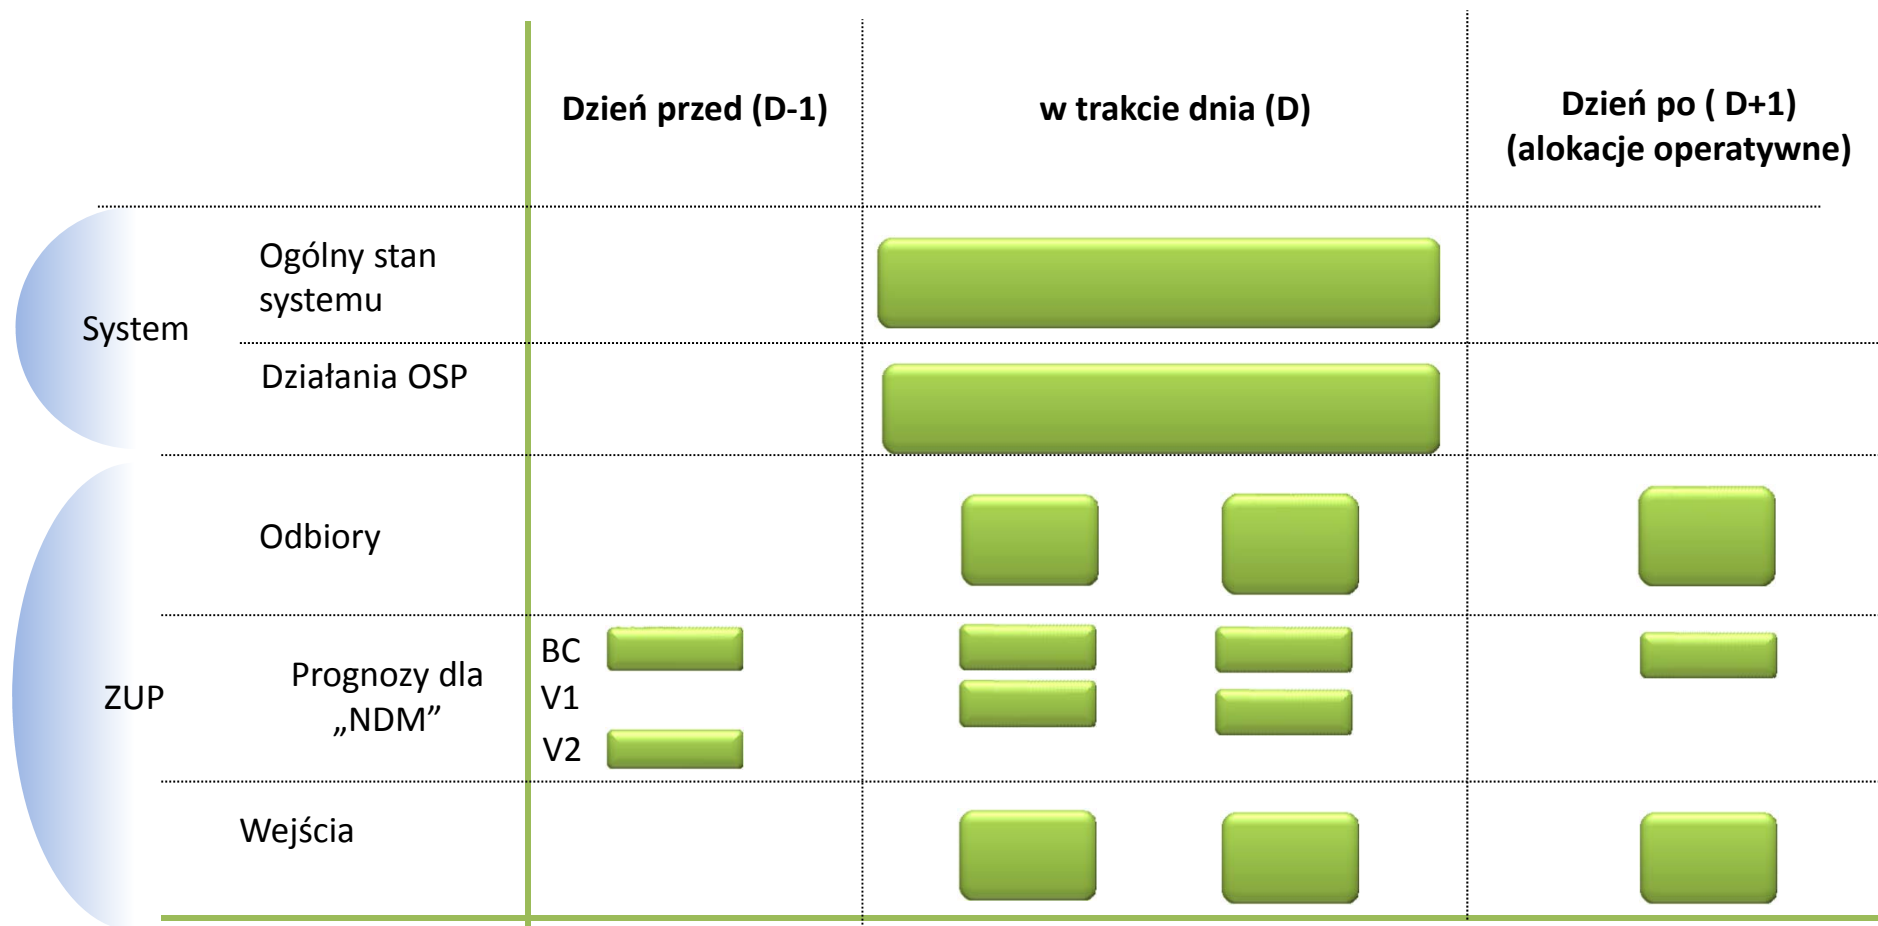 Dzień przed (D-1)
w trakcie dnia (D)
Dzień po ( D+1)
(alokacje operatywne)
System
Ogólny stan
systemu
Działania OSP
ZUP
Odbiory
Prognozy dla
„NDM”
BC
V1
V2
Wejścia